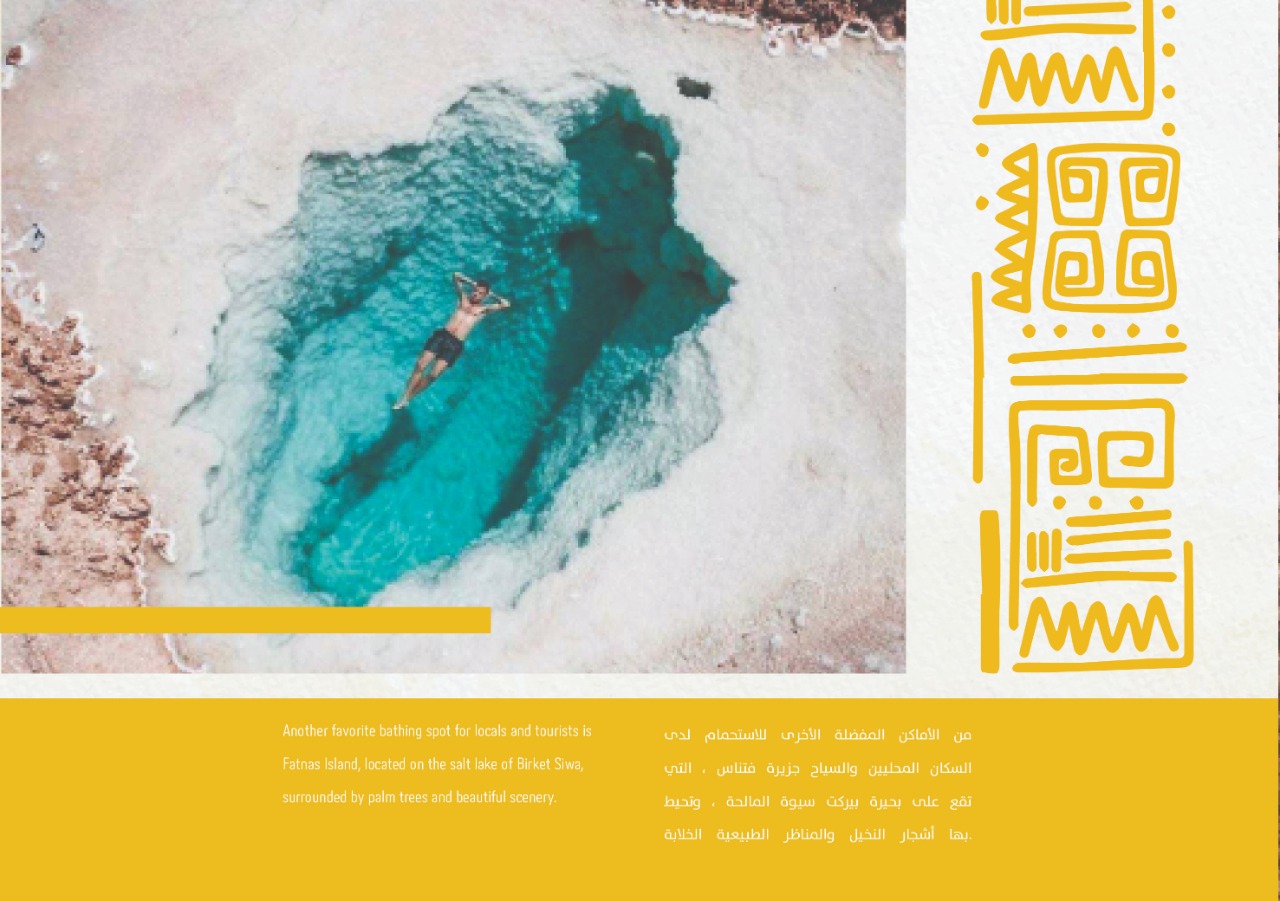 Another favorite bathing spot for locals and tourists is
Fatnas Island, located on the salt lake of Birket Siwa,
surrounded by palm trees and beautiful scenery.
من الأماكن المفضلة الأخرى للاستحمام لدى
السكان المحليين والسياح جزيرة فتناس ، التي
تقع على بحيرة بيركت سيوة المالحة ، وتحيط
.بها أشجار النخيل والمناظر الطبيعية الخلابة